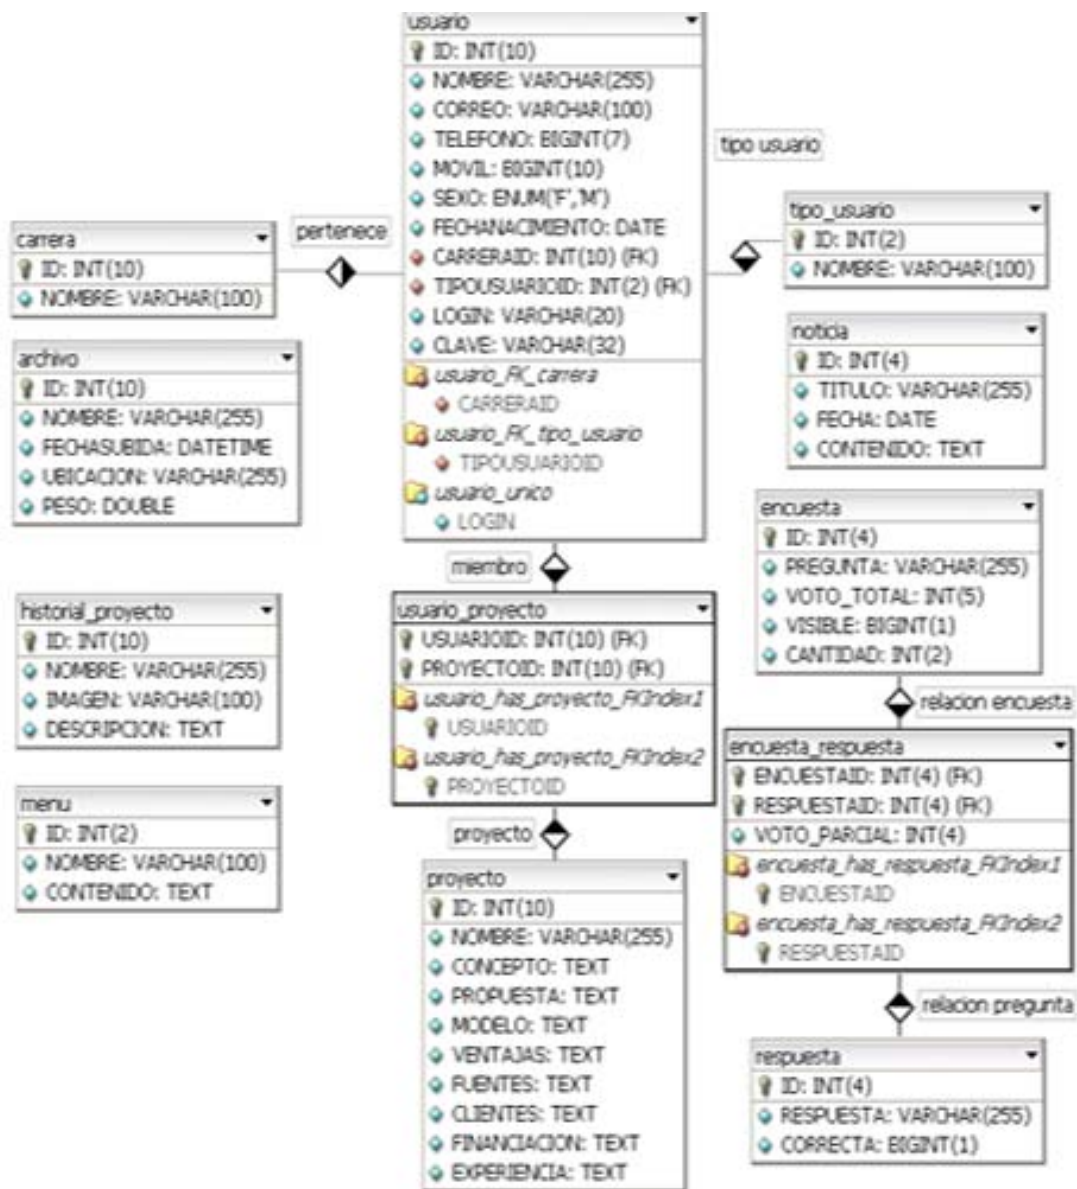 usuario
ID: INT(10)
NOMBRE: VARCHAR(255)
CORREO: VARCHAR(100)
TELEFONO: BIGINT(7)
MOVIL: BIGINT(10)
SEXO: ENUM('F','M')
FECHANACIMIENTO: DATE
CARRERAID: INT(10) (FK)
TIPOUSUARIOID: INT(2) (FK)
LOGIN: VARCHAR(20)
CLAVE: VARCHAR(32)
usuario_FK_carrera
CARRERAID
usuario_FK_tipo_usuario
TIPOUSUARIOID
usuario_unico
LOGIN
tipo usuario
pertenece
carrera
ID: INT(10)
NOMBRE: VARCHAR(100)
tipo_usuario
ID: INT(2)
NOMBRE: VARCHAR(100)
archivo
ID: INT(10)
NOMBRE: VARCHAR(255)
FECHASUBIDA: DATETIME
UBICACION: VARCHAR(255)
PESO: DOUBLE
noticia
ID: INT(4)
TITULO: VARCHAR(255)
FECHA: DATE
CONTENIDO: TEXT
encuesta
ID: INT(4)
PREGUNTA: VARCHAR(255)
VOTO_TOTAL: INT(5)
VISIBLE: BIGINT(1)
CANTIDAD: INT(2)
miembro
historial_proyecto
ID: INT(10)
NOMBRE: VARCHAR(255)
IMAGEN: VARCHAR(100)
DESCRIPCION: TEXT
usuario_proyecto
USUARIOID: INT(10) (FK)
PROYECTOID: INT(10) (FK)
usuario_has_proyecto_FKIndex1
USUARIOID
usuario_has_proyecto_FKIndex2
PROYECTOID
relacion encuesta
encuesta_respuesta
ENCUESTAID: INT(4) (FK)
RESPUESTAID: INT(4) (FK)
VOTO_PARCIAL: INT(4)
encuesta_has_respuesta_FKIndex1
ENCUESTAID
encuesta_has_respuesta_FKIndex2
RESPUESTAID
menu
ID: INT(2)
NOMBRE: VARCHAR(100)
CONTENIDO: TEXT
proyecto
proyecto
ID: INT(10)
NOMBRE: VARCHAR(255)
CONCEPTO: TEXT
PROPUESTA: TEXT
MODELO: TEXT
VENTAJAS: TEXT
FUENTES: TEXT
CLIENTES: TEXT
FINANCIACION: TEXT
EXPERIENCIA: TEXT
relacion pregunta
respuesta
ID: INT(4)
RESPUESTA: VARCHAR(255)
CORRECTA: BIGINT(1)